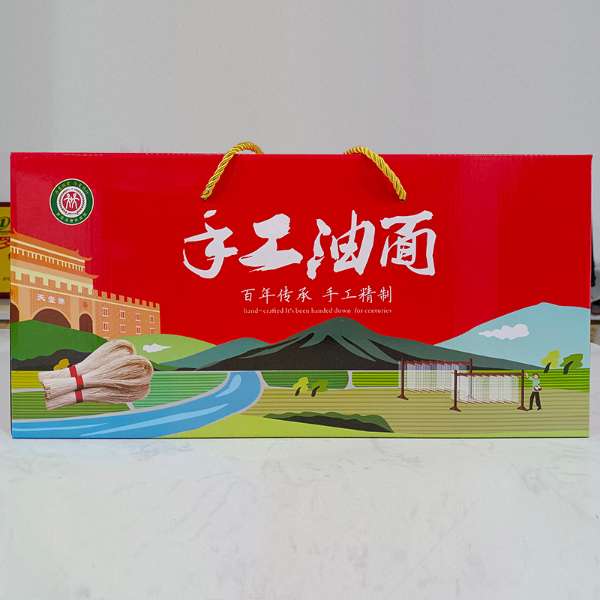 手工油面
百年传承 手工精制
hand-crafted It's been handed down for centuries